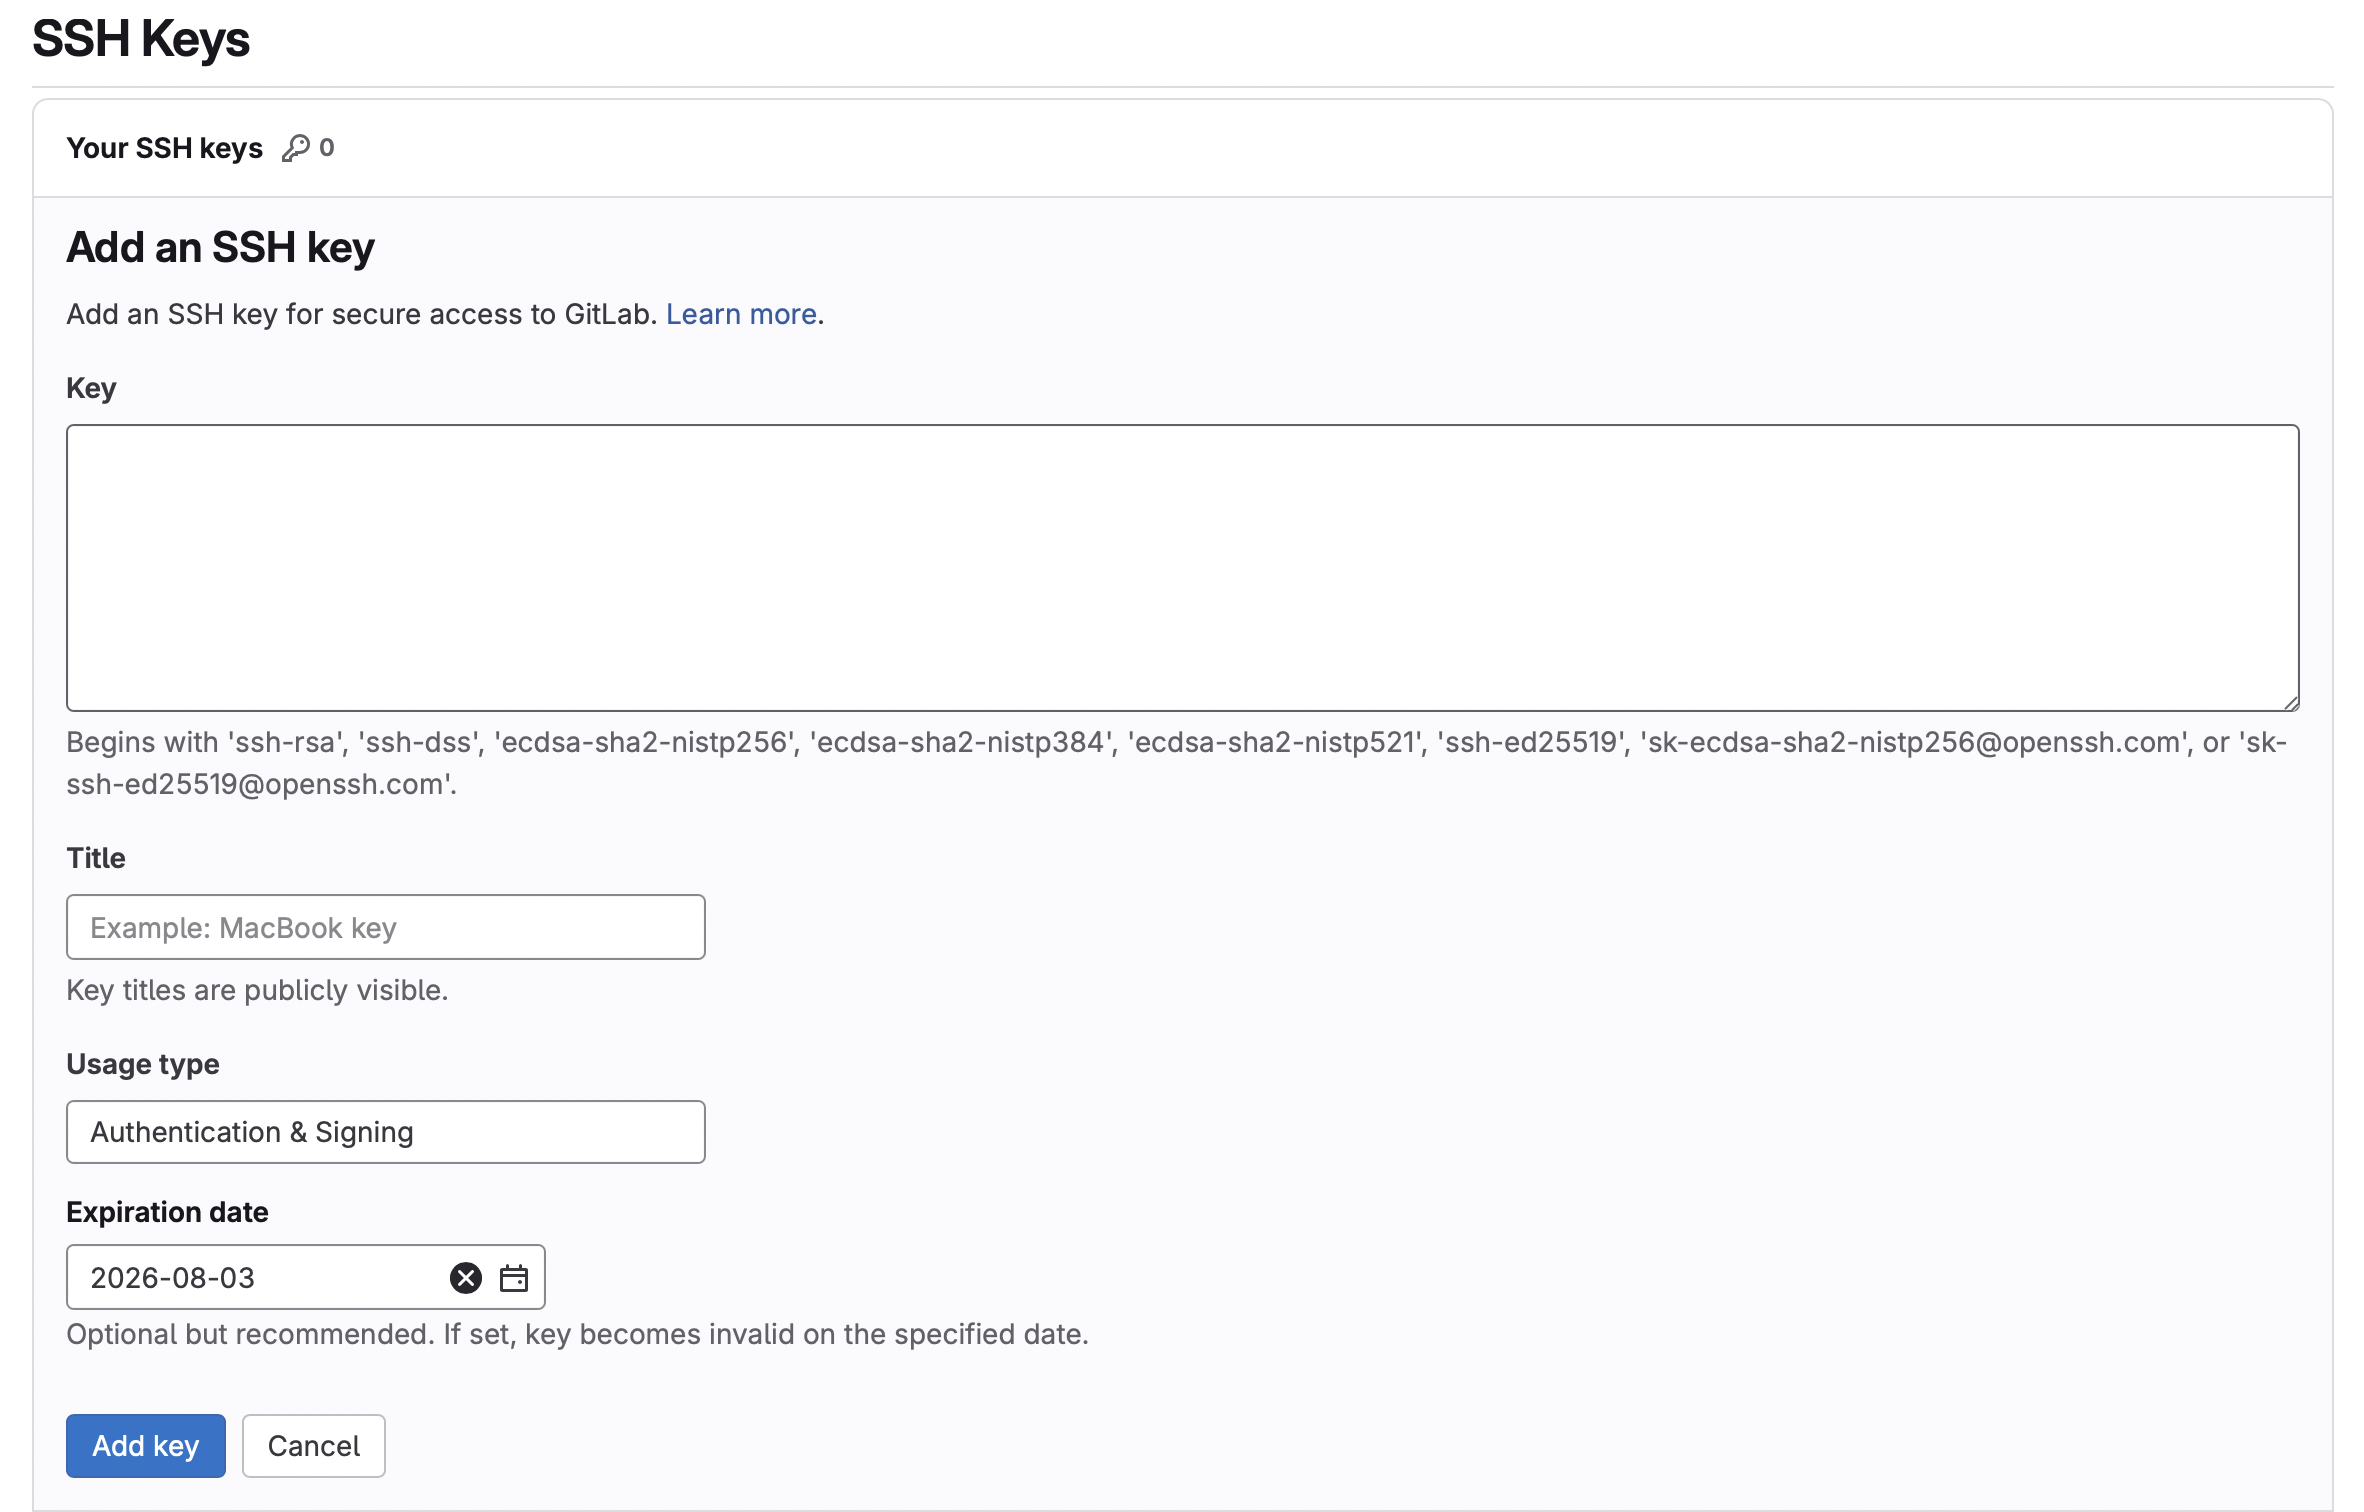 SSH Keys
Your SSH keys 0
Add an SSH key
Add an SSH key for secure access to GitLab. Learn more.
Key
Begins with 'ssh-rsa', 'ssh-dss', 'ecdsa-sha2-nistp256', 'ecdsa-sha2-nistp384', 'ecdsa-sha2-nistp521', 'ssh-ed25519', 'sk-ecdsa-sha2-nistp256@openssh.com', or 'sk-
ssh-ed25519@openssh.com'.
Title
Example: MacBook key
Key titles are publicly visible.
Usage type
Authentication & Signing
Expiration date
2026-08-03
Optional but recommended. If set, key becomes invalid on the specified date.
Add key Cancel